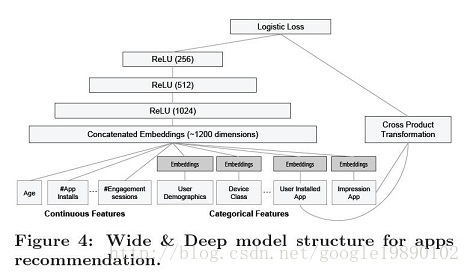 Logistic Loss
ReLU (256)
ReLU (512)
ReLU (1024)
Cross Product
Transformation
Concatenated Embeddings (~1200 dimensions)
Embeddings Embeddings Embeddings Embeddings
Age #App Installs ... #Engagement sessions User Demographics Device Class ... User Installed App Impression App
Continuous Features Categorical Features
Figure 4: Wide & Deep model structure for apps
recommendation.
http://blog.csdn.net/google19890102